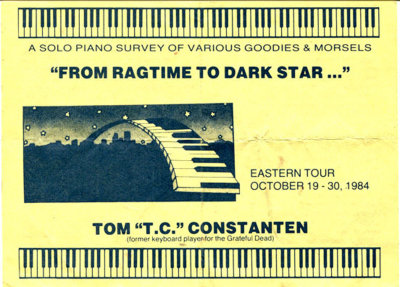 A SOLO PIANO SURVEY OF VARIOUS GOODIES & MORSELS
“FROM RAGTIME TO DARK STAR ...”
EASTERN TOUR
OCTOBER 19 - 30, 1984
TOM “T.C.” CONSTANTEN
(former keyboard player for the Grateful Dead)